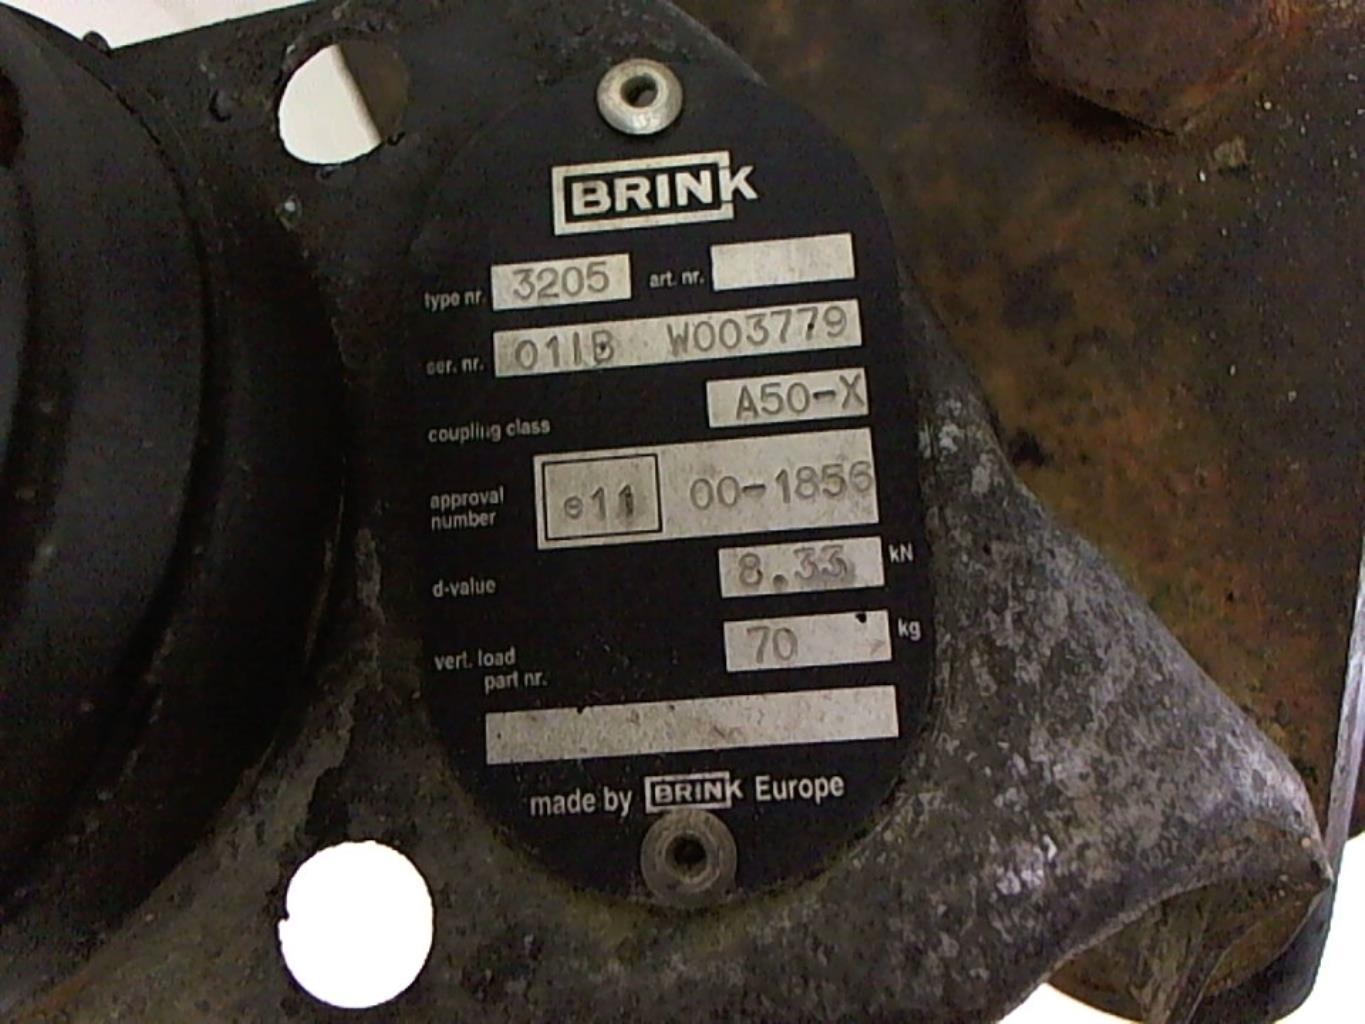 BRINK
type nr. 3205 art. nr.
ser. nr. 011B W003779
coupling class A50-X
approval number e11 00-1856
d-value 8.33 kN
vert. load 70 kg
part nr.
made by BRINK Europe